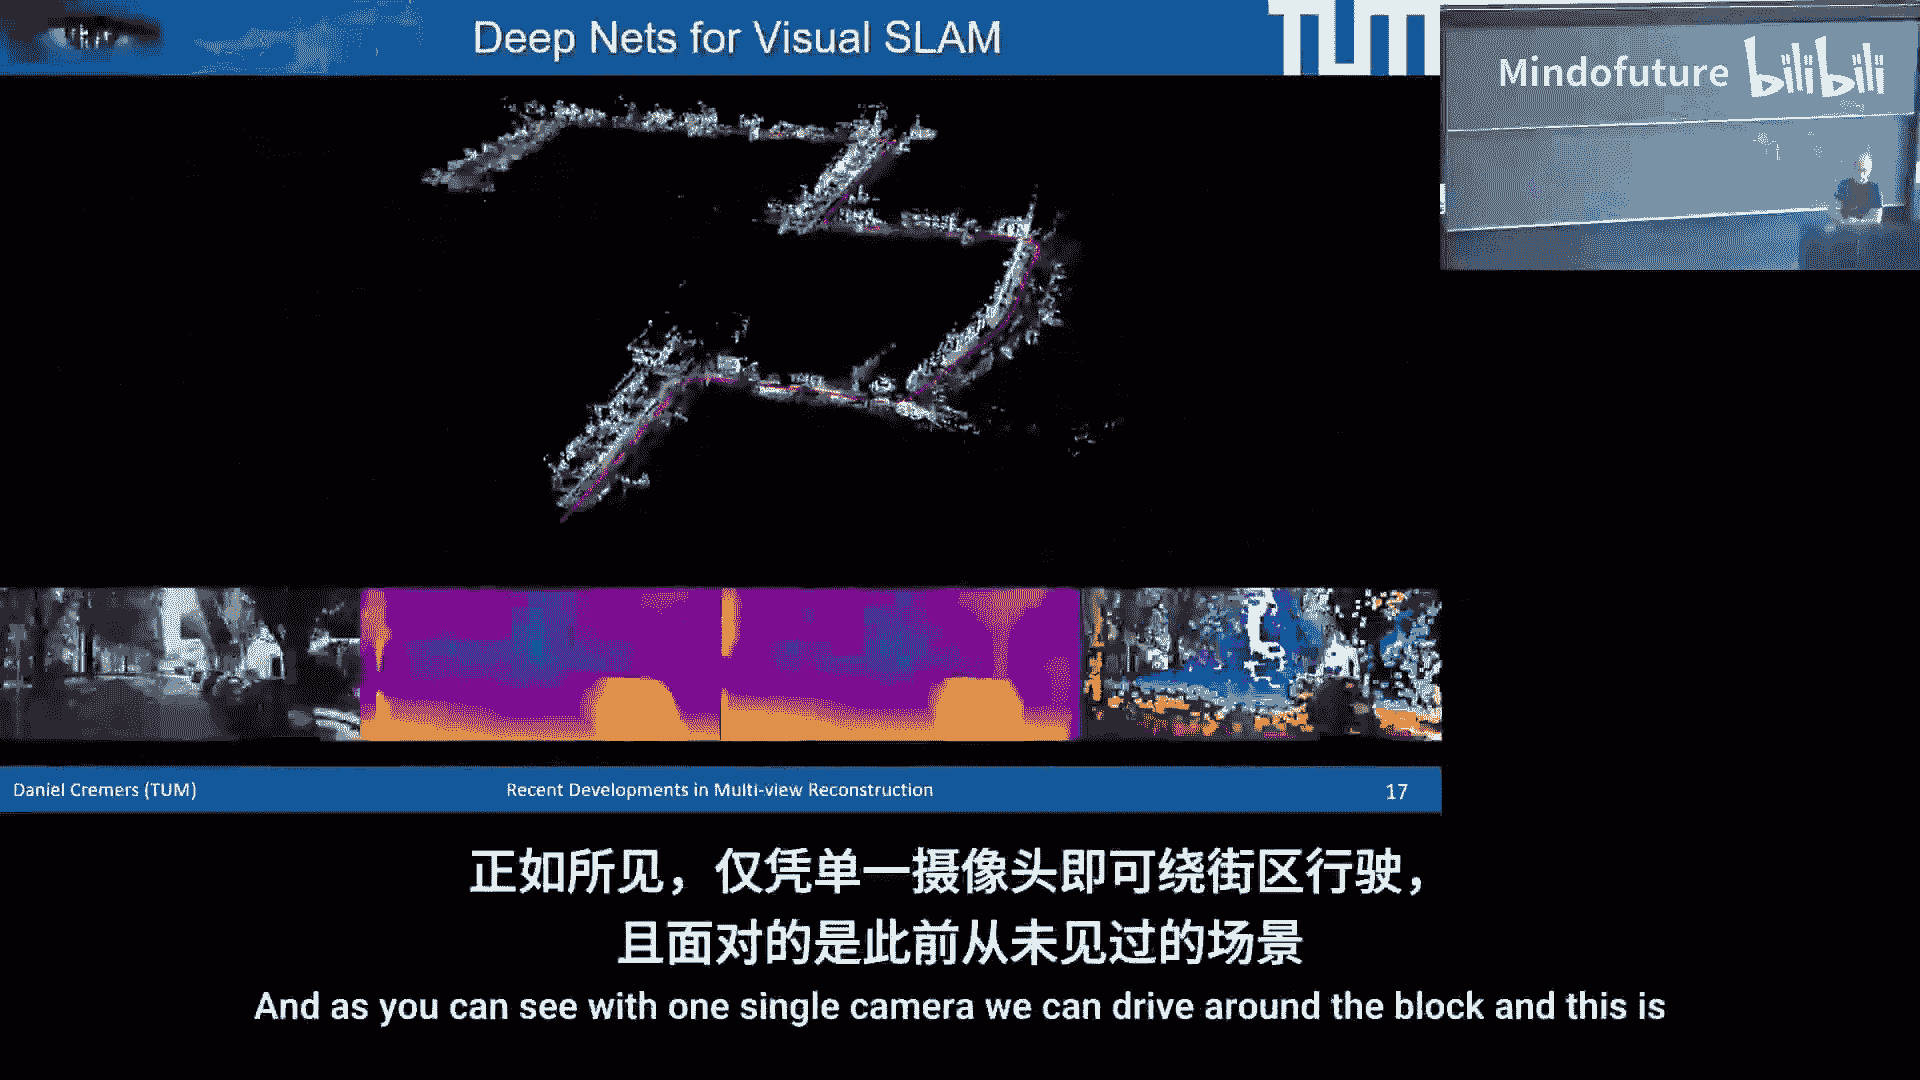 Deep Nets for Visual SLAM
TUM
Mindofuture bilibili
Daniel Cremers (TUM)
Recent Developments in Multi-view Reconstruction
17
正如所见，仅凭单一摄像头即可绕街区行驶，
且面对的是此前从未见过的场景
And as you can see with one single camera we can drive around the block and this is